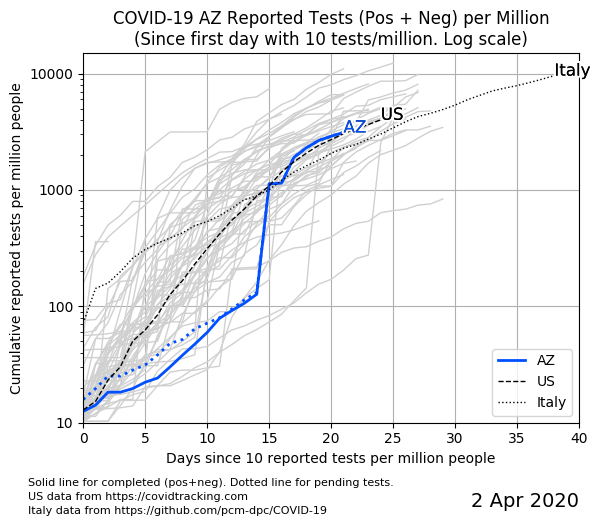 COVID-19 AZ Reported Tests (Pos + Neg) per Million
(Since first day with 10 tests/million. Log scale)
Cumulative reported tests per million people
10000
1000
100
10
Italy
US
AZ
AZ
US
Italy
0 5 10 15 20 25 30 35 40
Days since 10 reported tests per million people
Solid line for completed (pos+neg). Dotted line for pending tests.
US data from https://covidtracking.com
Italy data from https://github.com/pcm-dpc/COVID-19
2 Apr 2020